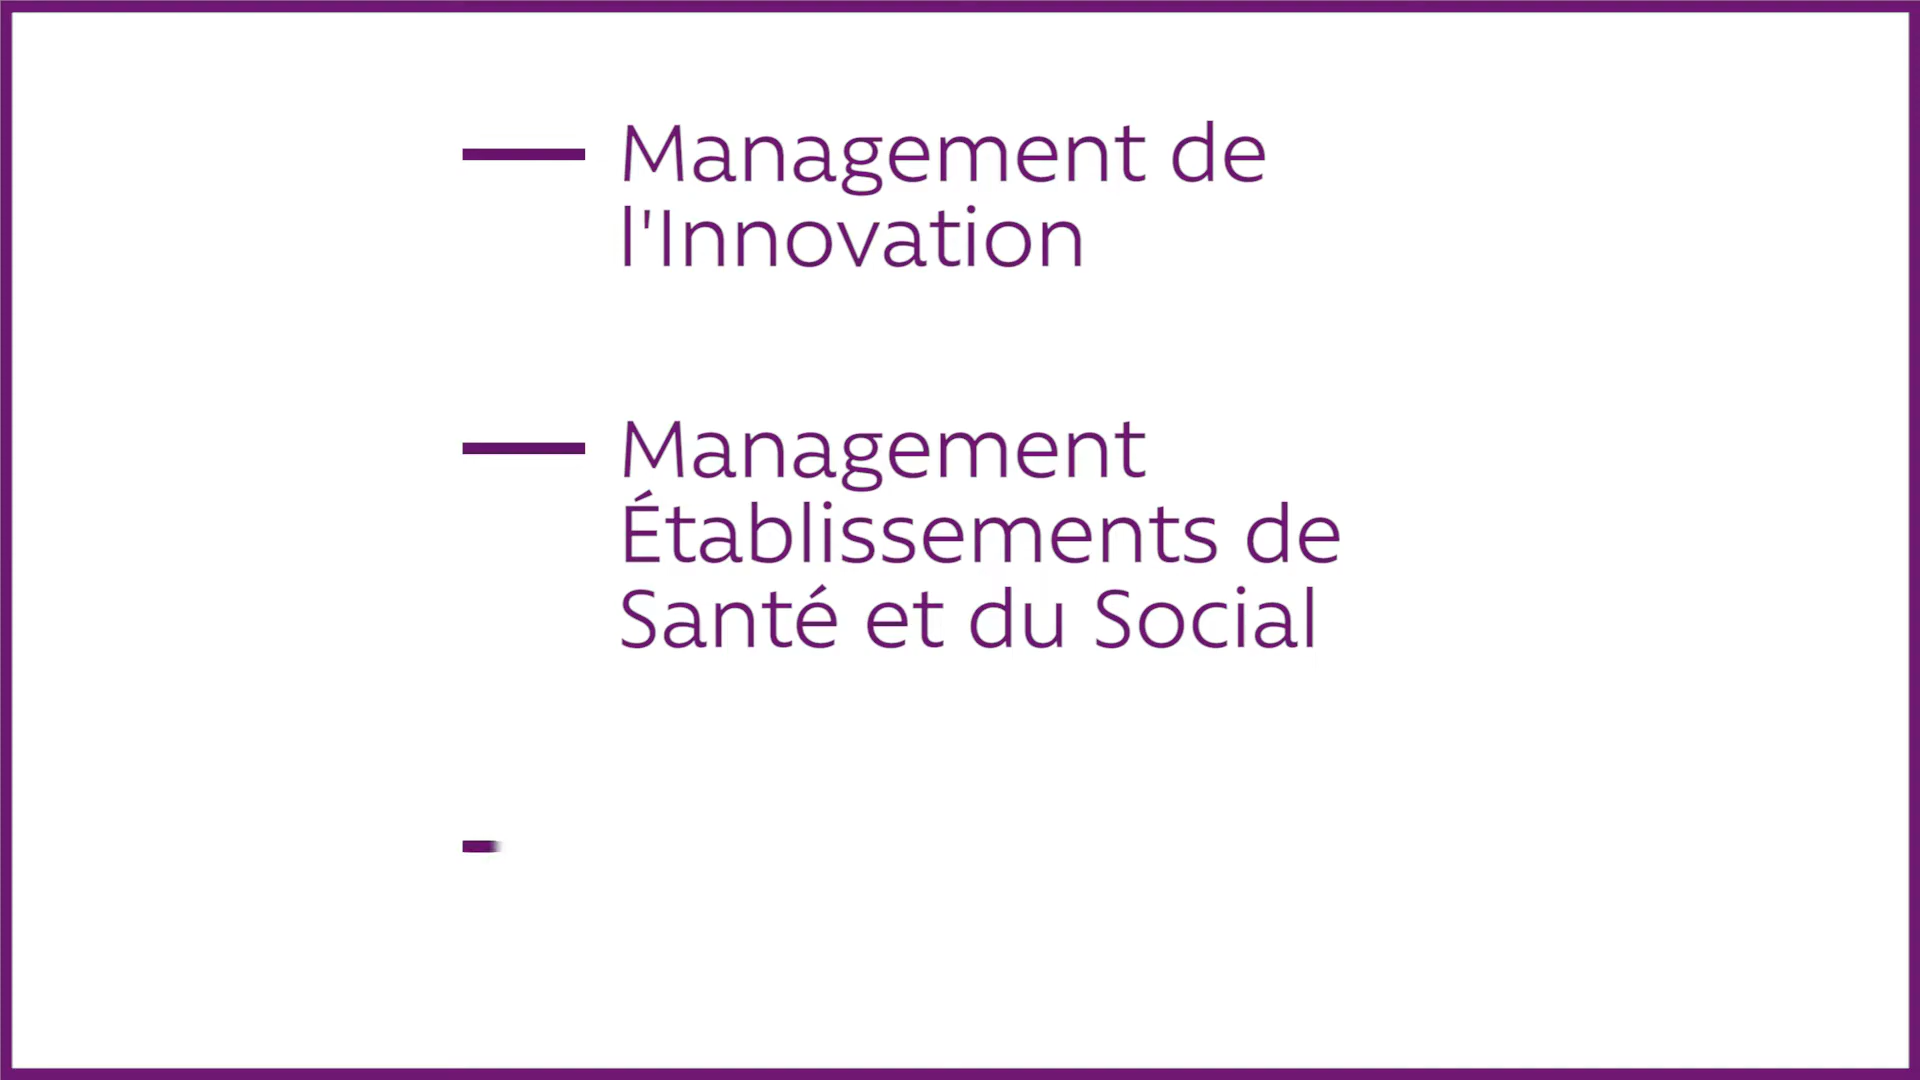 Management de
l'Innovation
Management
Établissements de
Santé et du Social